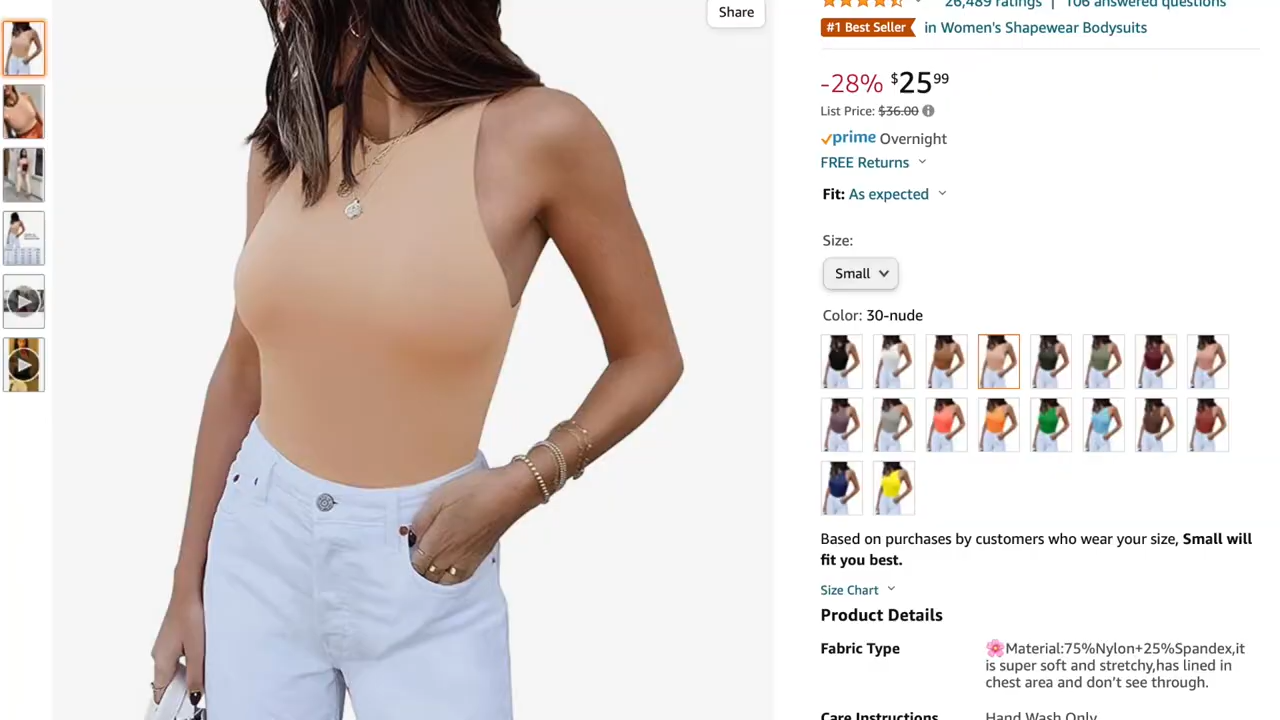 Share
26,489 ratings | 106 answered questions
#1 Best Seller in Women's Shapewear Bodysuits
-28% $25 99
List Price: $36.00
prime Overnight
FREE Returns
Fit: As expected
Size:
Small
Color: 30-nude
Based on purchases by customers who wear your size, Small will
fit you best.
Size Chart
Product Details
Fabric Type
🌸Material:75%Nylon+25%Spandex,it
is super soft and stretchy,has lined in
chest area and don't see through.
Care Instructions
Hand Wash Only